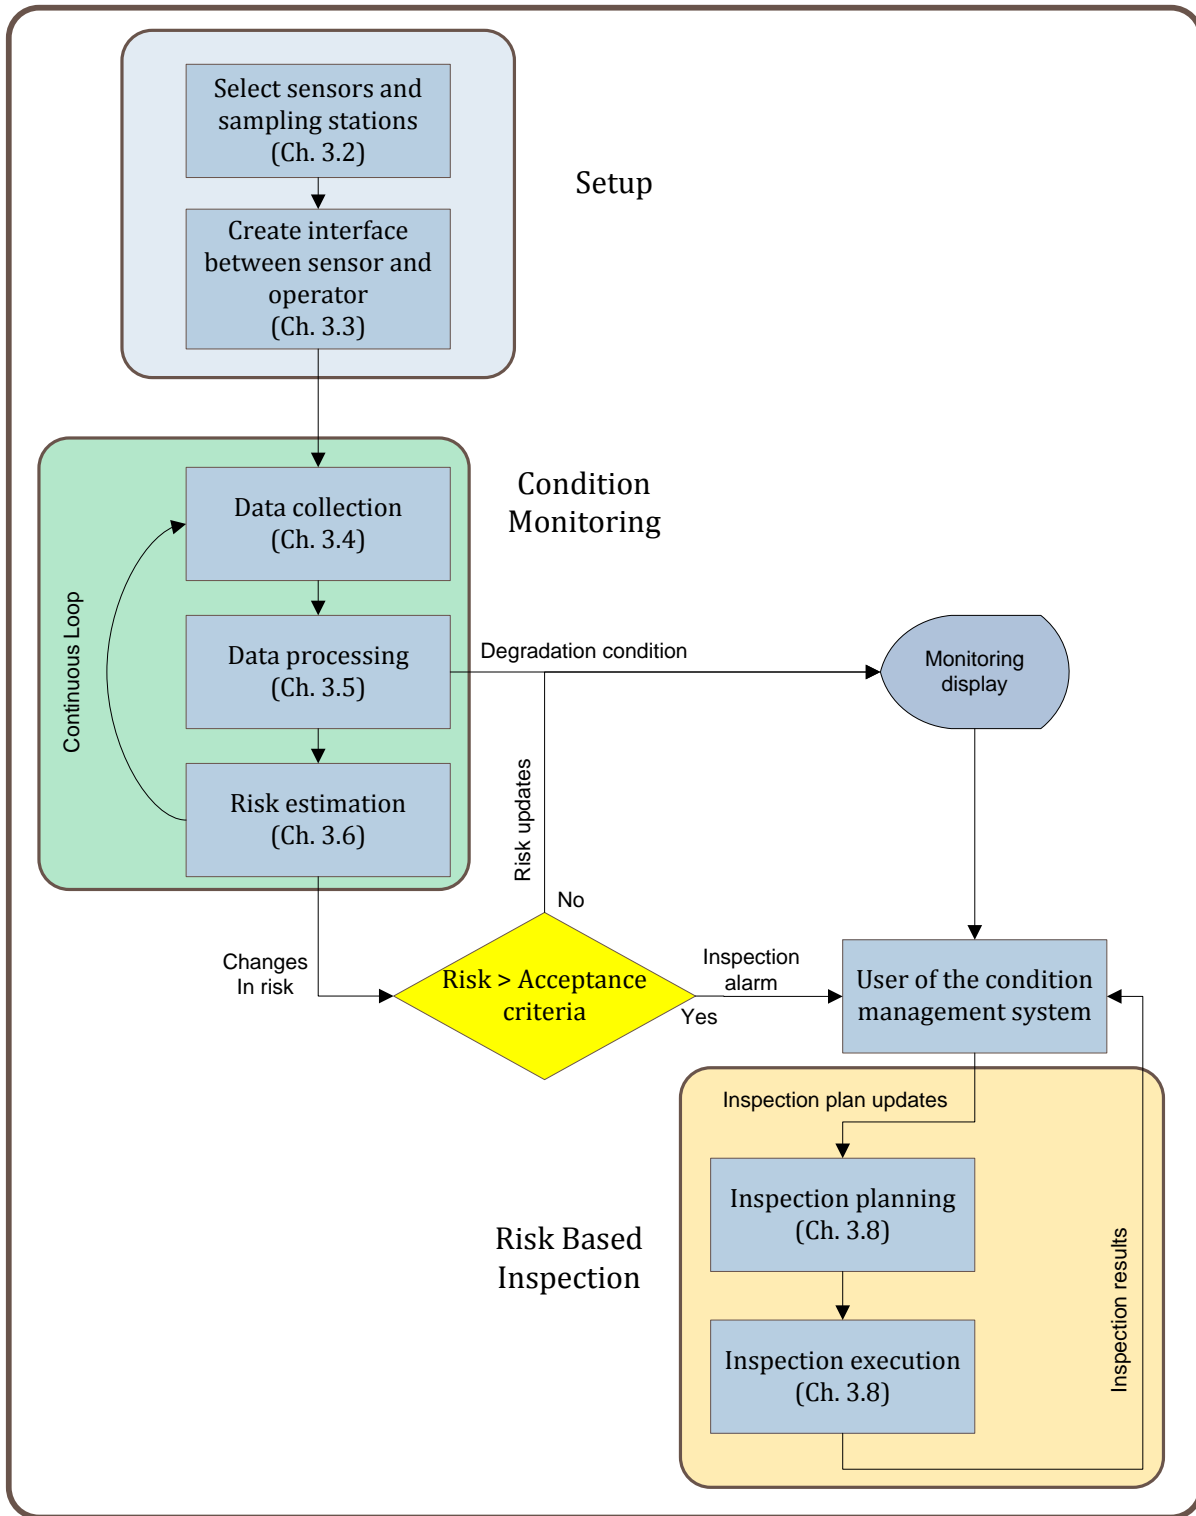 Select sensors and
sampling stations
(Ch. 3.2)
Setup
Create interface
between sensor and
operator
(Ch. 3.3)
Condition
Monitoring
Data collection
(Ch. 3.4)
Continuous Loop
Data processing
(Ch. 3.5)
Degradation condition
Monitoring
display
Risk estimation
(Ch. 3.6)
Risk updates
No
Changes
In risk
Risk > Acceptance
criteria
Inspection
alarm
Yes
User of the condition
management system
Inspection plan updates
Inspection planning
(Ch. 3.8)
Risk Based
Inspection
Inspection execution
(Ch. 3.8)
Inspection results